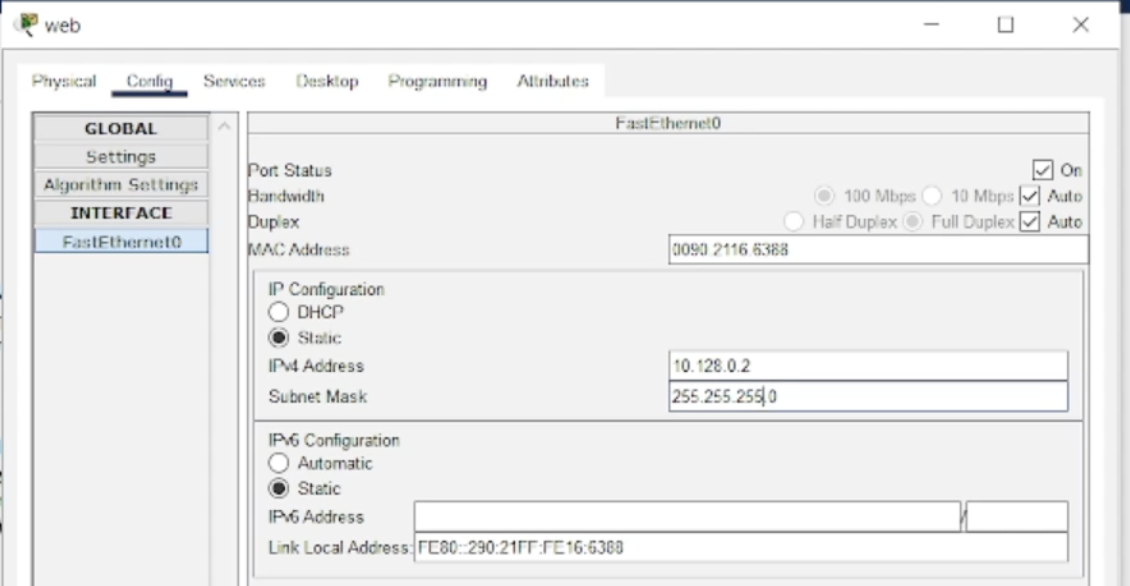 web
Physical Config Services Desktop Programming Attributes
GLOBAL
Settings
Algorithm Settings
INTERFACE
FastEthernet0
FastEthernet0
Port Status On
Bandwidth 100 Mbps 10 Mbps Auto
Duplex Half Duplex Full Duplex Auto
MAC Address 0090.2116.6388
IP Configuration
DHCP
Static
IPv4 Address 10.128.0.2
Subnet Mask 255.255.255.0
IPv6 Configuration
Automatic
Static
IPv6 Address /
Link Local Address: FE80::290:21FF:FE16:6388